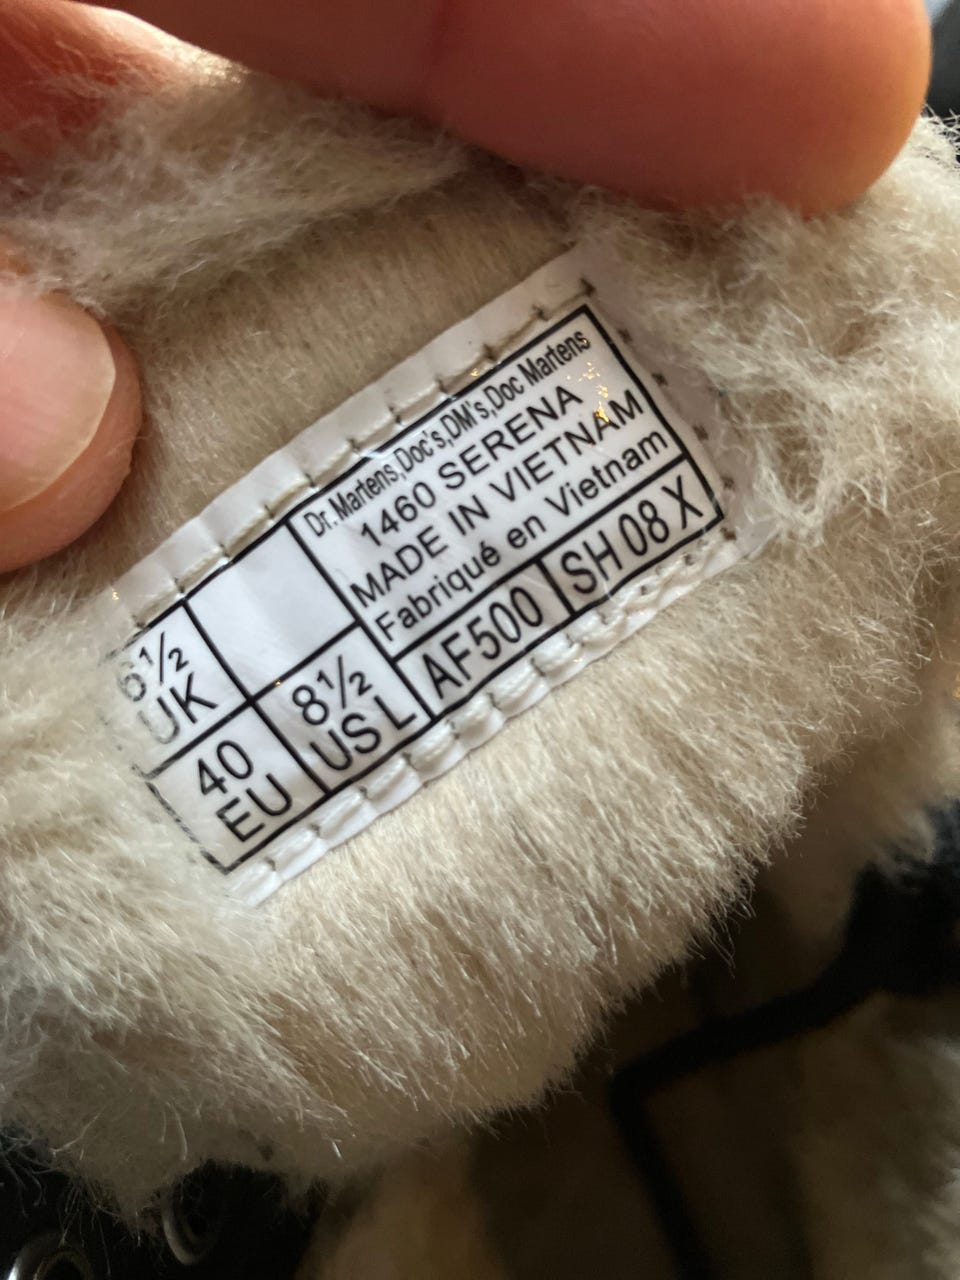 Dr. Martens,Doc's,DM's,Doc Martens
1460 SERENA
MADE IN VIETNAM
Fabriqué en Vietnam
6½
UK
40
EU
8½
US L
AF500
SH 08 X